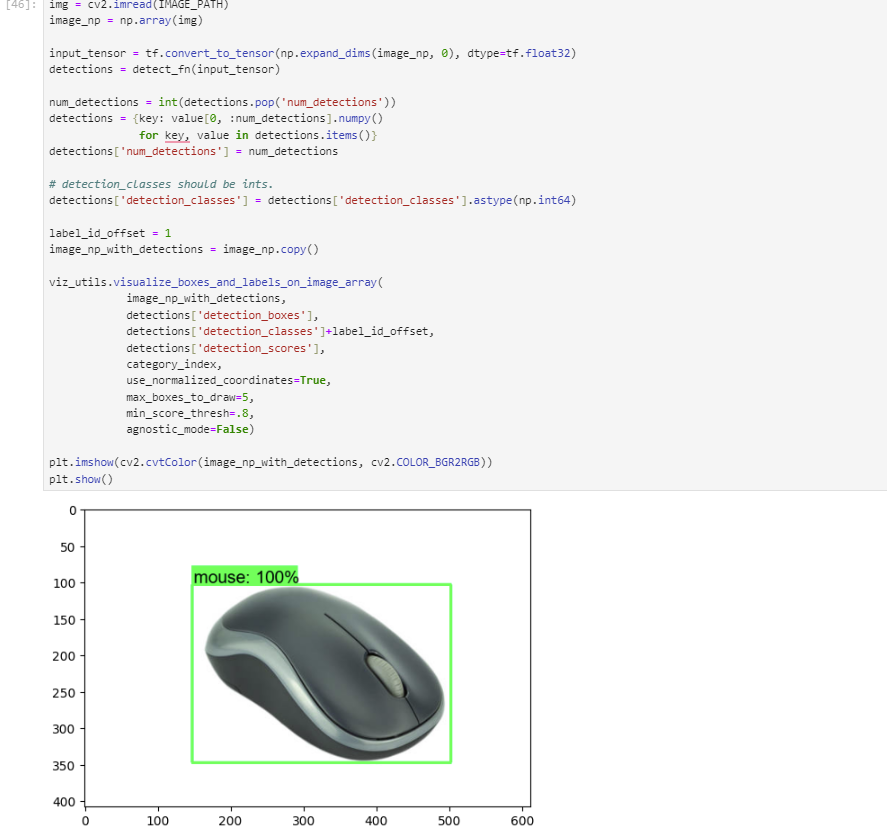 [46]: img = cv2.imread(IMAGE_PATH)
image_np = np.array(img)
input_tensor = tf.convert_to_tensor(np.expand_dims(image_np, 0), dtype=tf.float32)
detections = detect_fn(input_tensor)
num_detections = int(detections.pop('num_detections'))
detections = {key: value[0, :num_detections].numpy()
for key, value in detections.items()}
detections['num_detections'] = num_detections
# detection_classes should be ints.
detections['detection_classes'] = detections['detection_classes'].astype(np.int64)
label_id_offset = 1
image_np_with_detections = image_np.copy()
viz_utils.visualize_boxes_and_labels_on_image_array(
image_np_with_detections,
detections['detection_boxes'],
detections['detection_classes']+label_id_offset,
detections['detection_scores'],
category_index,
use_normalized_coordinates=True,
max_boxes_to_draw=5,
min_score_thresh=.8,
agnostic_mode=False)
plt.imshow(cv2.cvtColor(image_np_with_detections, cv2.COLOR_BGR2RGB))
plt.show()
0
50
mouse: 100%
100
150
200
250
300
350
400
0 100 200 300 400 500 600